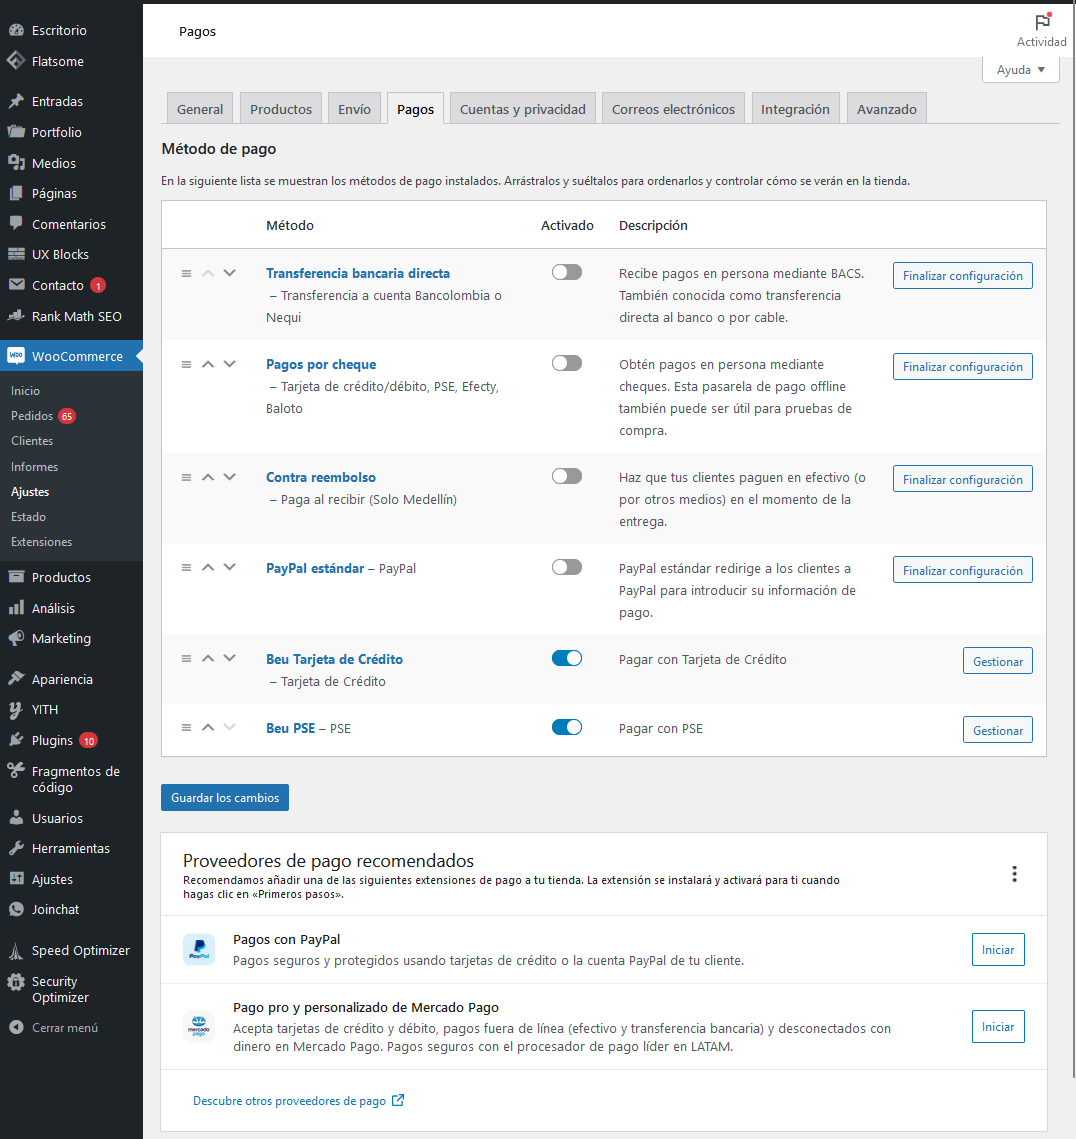 Escritorio
Flatsome
Entradas
Portfolio
Medios
Páginas
Comentarios
UX Blocks
Contacto 1
Rank Math SEO
WooCommerce
Inicio
Pedidos 65
Clientes
Informes
Ajustes
Estado
Extensiones
Productos
Análisis
Marketing
Apariencia
YITH
Plugins 10
Fragmentos de
código
Usuarios
Herramientas
Ajustes
Joinchat
Speed Optimizer
Security
Optimizer
Cerrar menú
Pagos
Actividad
Ayuda
General Productos Envío Pagos Cuentas y privacidad Correos electrónicos Integración Avanzado
Método de pago
En la siguiente lista se muestran los métodos de pago instalados. Arrástralos y suéltalos para ordenarlos y controlar cómo se verán en la tienda.
Método Activado Descripción
Transferencia bancaria directa
– Transferencia a cuenta Bancolombia o
Nequi
Recibe pagos en persona mediante BACS.
También conocida como transferencia
directa al banco o por cable.
Finalizar configuración
Pagos por cheque
– Tarjeta de crédito/débito, PSE, Efecty,
Baloto
Obtén pagos en persona mediante
cheques. Esta pasarela de pago offline
también puede ser útil para pruebas de
compra.
Finalizar configuración
Contra reembolso
– Paga al recibir (Solo Medellín)
Haz que tus clientes paguen en efectivo (o
por otros medios) en el momento de la
entrega.
Finalizar configuración
PayPal estándar – PayPal
PayPal estándar redirige a los clientes a
PayPal para introducir su información de
pago.
Finalizar configuración
Beu Tarjeta de Crédito
– Tarjeta de Crédito
Pagar con Tarjeta de Crédito
Gestionar
Beu PSE – PSE
Pagar con PSE
Gestionar
Guardar los cambios
Proveedores de pago recomendados
Recomendamos añadir una de las siguientes extensiones de pago a tu tienda. La extensión se instalará y activará para ti cuando
hagas clic en «Primeros pasos».
PayPal
Pagos con PayPal
Pagos seguros y protegidos usando tarjetas de crédito o la cuenta PayPal de tu cliente.
Iniciar
mercado
pago
Pago pro y personalizado de Mercado Pago
Acepta tarjetas de crédito y débito, pagos fuera de línea (efectivo y transferencia bancaria) y desconectados con
dinero en Mercado Pago. Pagos seguros con el procesador de pago líder en LATAM.
Iniciar
Descubre otros proveedores de pago